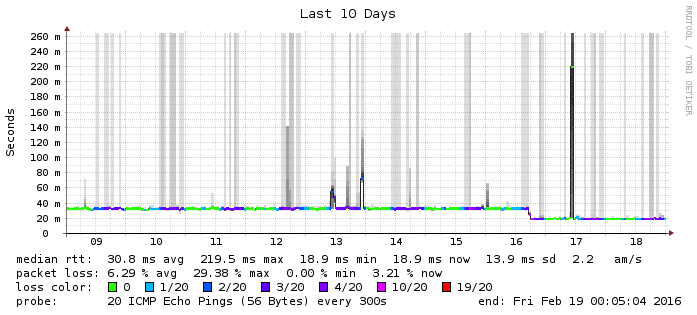 Last 10 Days
RRDTOOL / TOBI OETIKER
Seconds
260 m
240 m
220 m
200 m
180 m
160 m
140 m
120 m
100 m
80 m
60 m
40 m
20 m
0
09 10 11 12 13 14 15 16 17 18
median rtt: 30.8 ms avg 219.5 ms max 18.9 ms min 18.9 ms now 13.9 ms sd 2.2 am/s
packet loss: 6.29 % avg 29.38 % max 0.00 % min 3.21 % now
loss color: 0 1/20 2/20 3/20 4/20 10/20 19/20
probe: 20 ICMP Echo Pings (56 Bytes) every 300s end: Fri Feb 19 00:05:04 2016